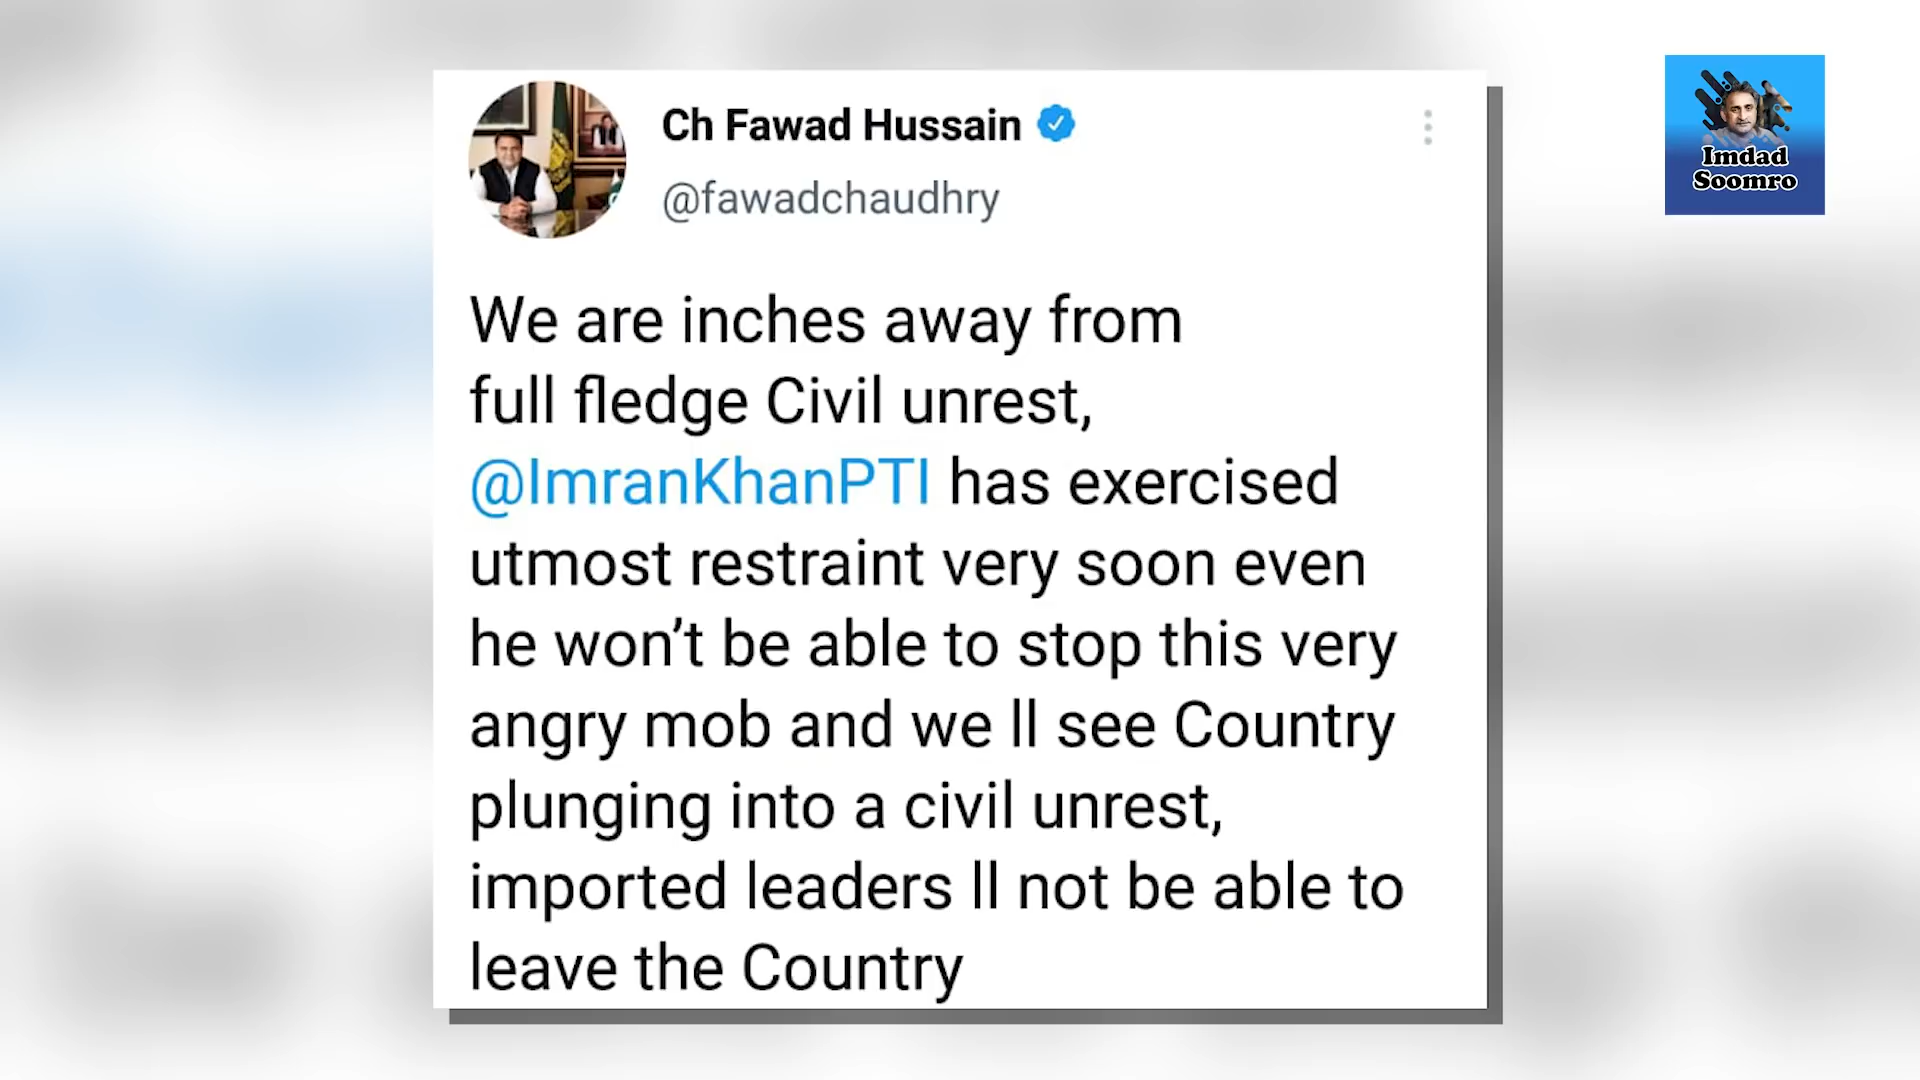 Ch Fawad Hussain
@fawadchaudhry
We are inches away from
full fledge Civil unrest,
@ImranKhanPTI has exercised
utmost restraint very soon even
he won’t be able to stop this very
angry mob and we ll see Country
plunging into a civil unrest,
imported leaders ll not be able to
leave the Country
Imdad
Soomro